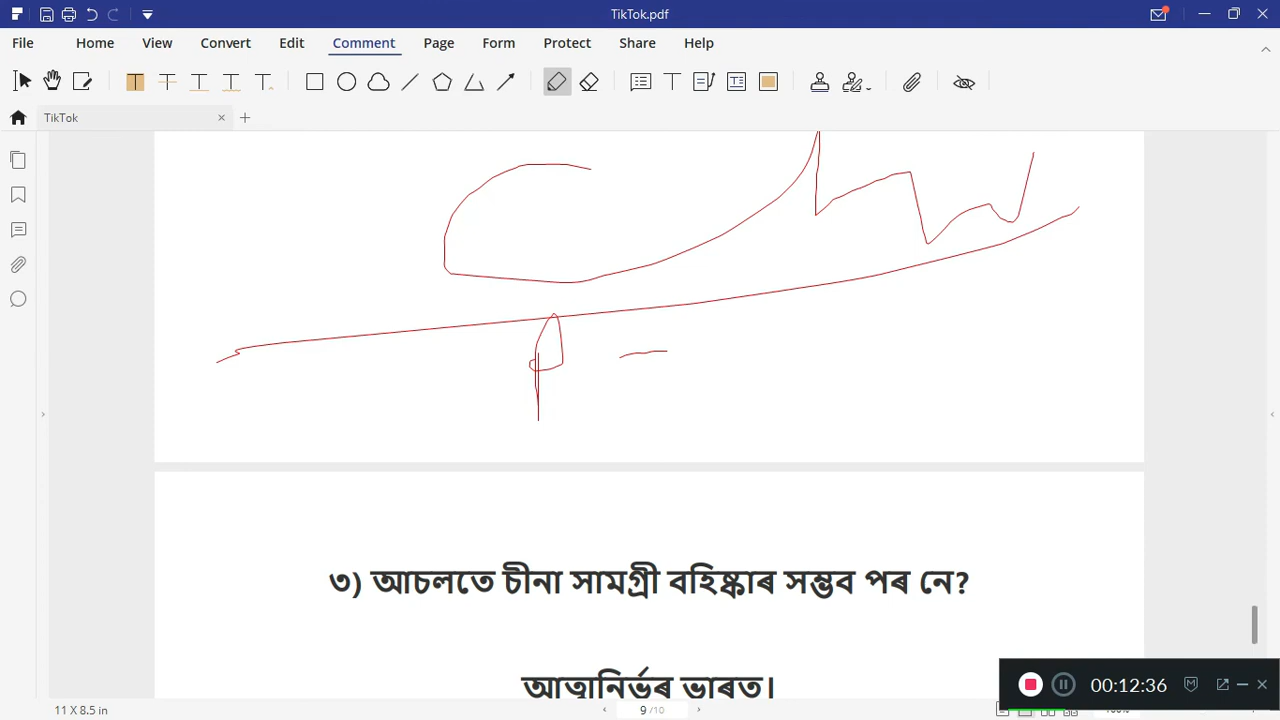 TikTok.pdf
File Home View Convert Edit Comment Page Form Protect Share Help
TikTok
৩) আচলতে চীনা সামগ্ৰী বহিষ্কাৰ সম্ভব পৰ নে?
আত্মনিৰ্ভৰ ভাৰত।
00:12:36
11 X 8.5 in 9 /10